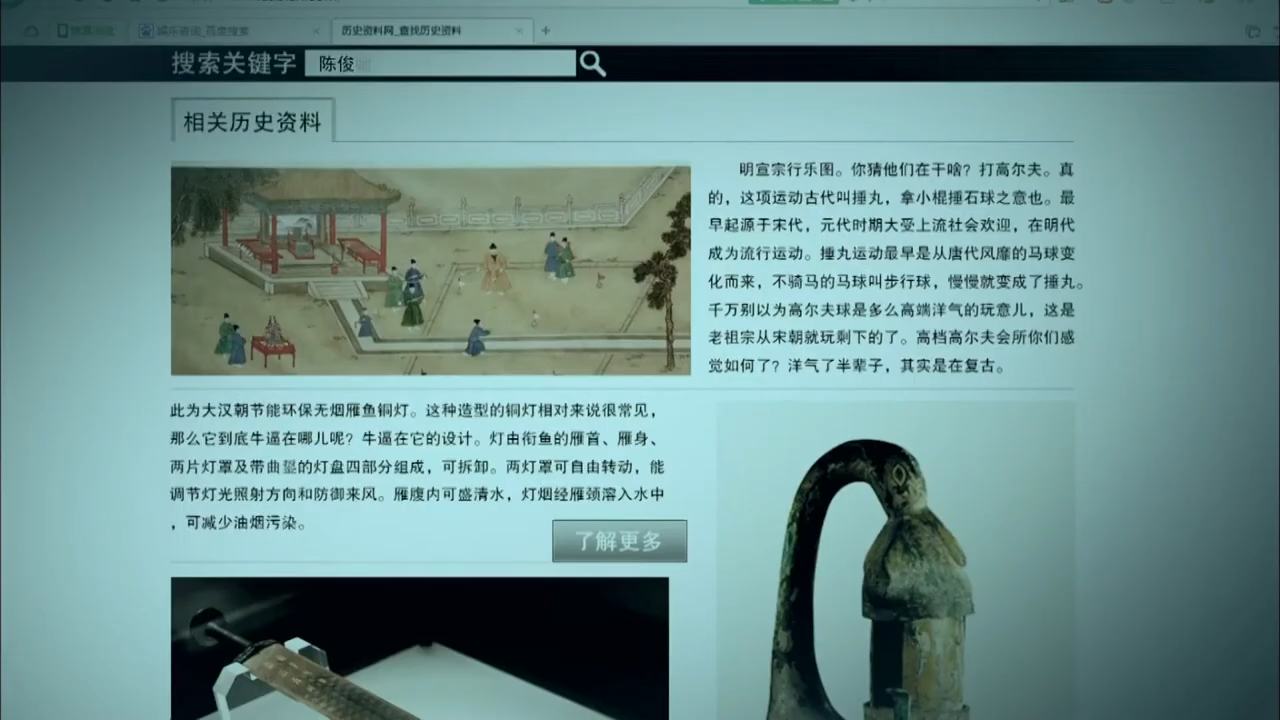 娱乐咨询_百度搜索
历史资料网_查找历史资料
搜索关键字
陈俊
相关历史资料
明宣宗行乐图。你猜他们在干啥？打高尔夫。真
的，这项运动古代叫捶丸，拿小棍捶石球之意也。最
早起源于宋代，元代时期大受上流社会欢迎，在明代
成为流行运动。捶丸运动最早是从唐代风靡的马球变
化而来，不骑马的马球叫步行球，慢慢就变成了捶丸。
千万别以为高尔夫球是多么高端洋气的玩意儿，这是
老祖宗从宋朝就玩剩下的了。高档高尔夫会所你们感
觉如何了？洋气了半辈子，其实是在复古。
此为大汉朝节能环保无烟雁鱼铜灯。这种造型的铜灯相对来说很常见，
那么它到底牛逼在哪儿呢？牛逼在它的设计。灯由衔鱼的雁首、雁身、
两片灯罩及带曲鋬的灯盘四部分组成，可拆卸。两灯罩可自由转动，能
调节灯光照射方向和防御来风。雁腹内可盛清水，灯烟经雁颈溶入水中
，可减少油烟污染。
了解更多